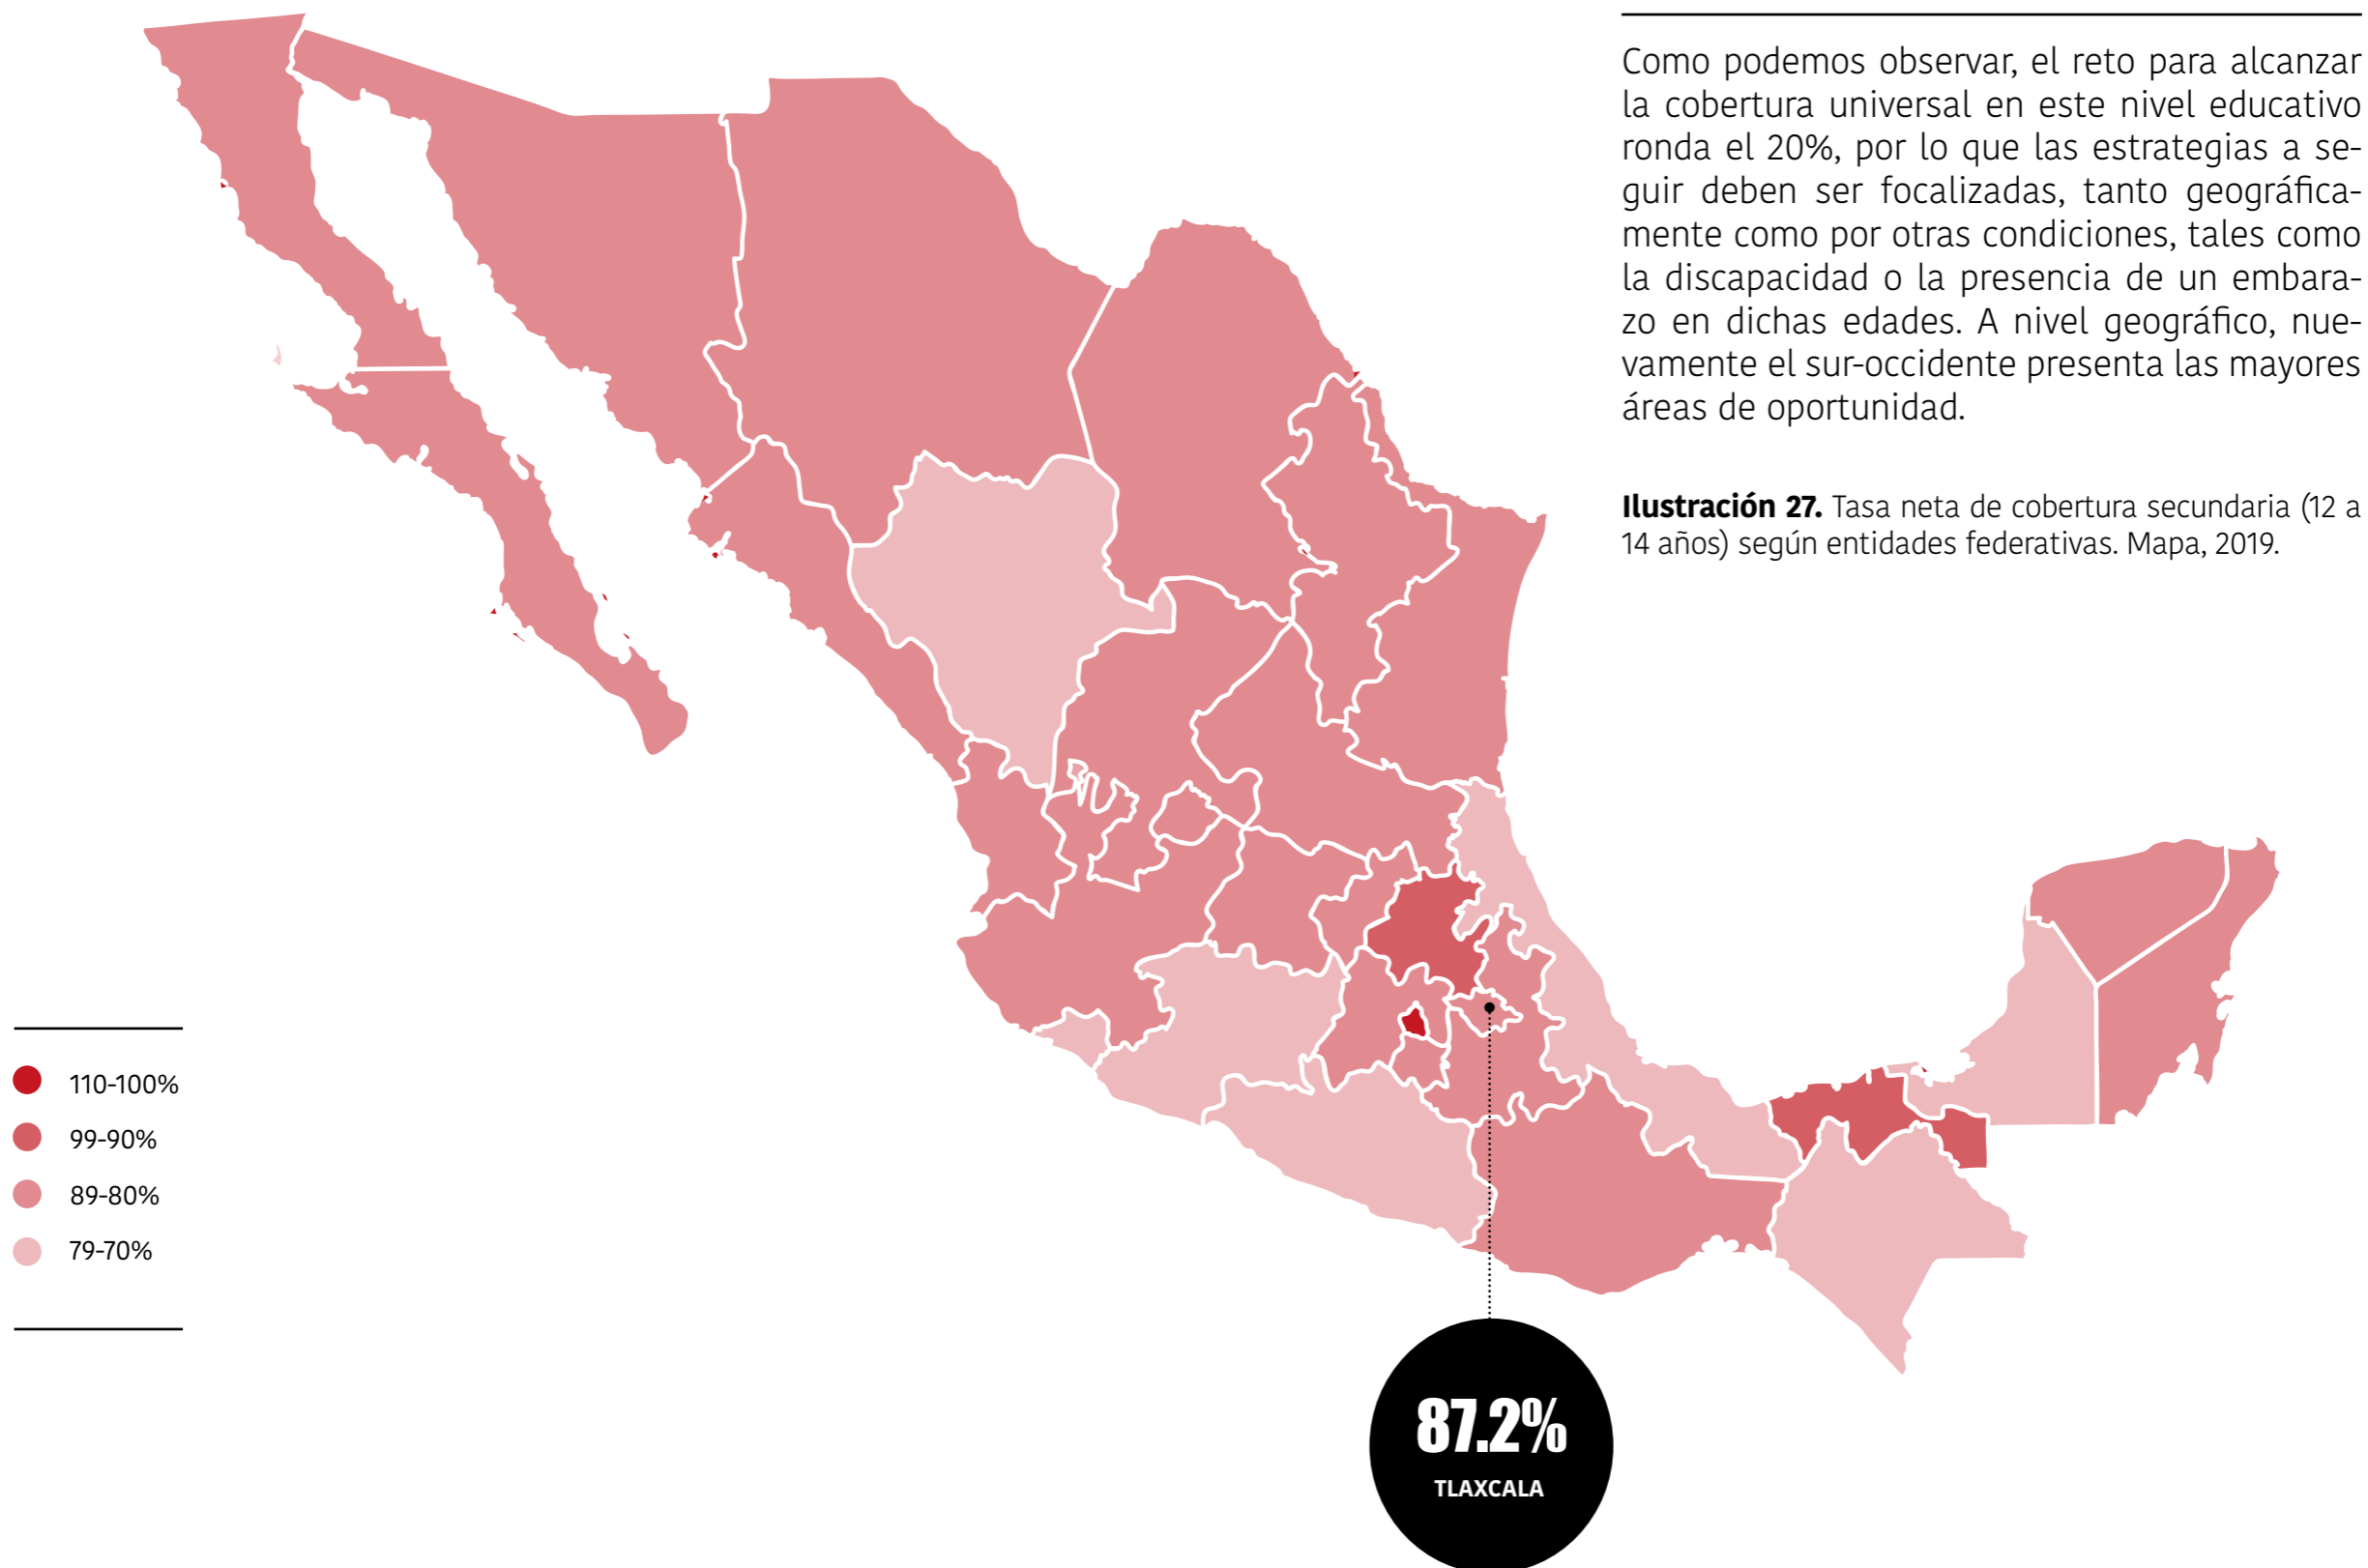 Como podemos observar, el reto para alcanzar
la cobertura universal en este nivel educativo
ronda el 20%, por lo que las estrategias a se-
guir deben ser focalizadas, tanto geográfica-
mente como por otras condiciones, tales como
la discapacidad o la presencia de un embara-
zo en dichas edades. A nivel geográfico, nue-
vamente el sur-occidente presenta las mayores
áreas de oportunidad.
Ilustración 27. Tasa neta de cobertura secundaria (12 a
14 años) según entidades federativas. Mapa, 2019.
110-100%
99-90%
89-80%
79-70%
87.2%
TLAXCALA